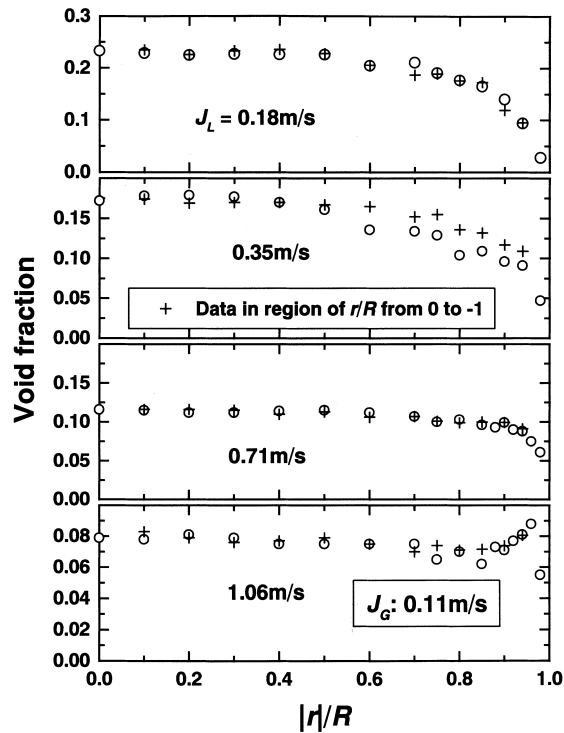 0.3
0.2
0.1
0.0
J_L = 0.18m/s
0.15
0.10
0.05
0.00
0.35m/s
+ Data in region of r/R from 0 to -1
Void fraction
0.15
0.10
0.05
0.00
0.71m/s
0.08
0.06
0.04
0.02
0.00
1.06m/s
J_G: 0.11m/s
0.0 0.2 0.4 0.6 0.8 1.0
|r|/R